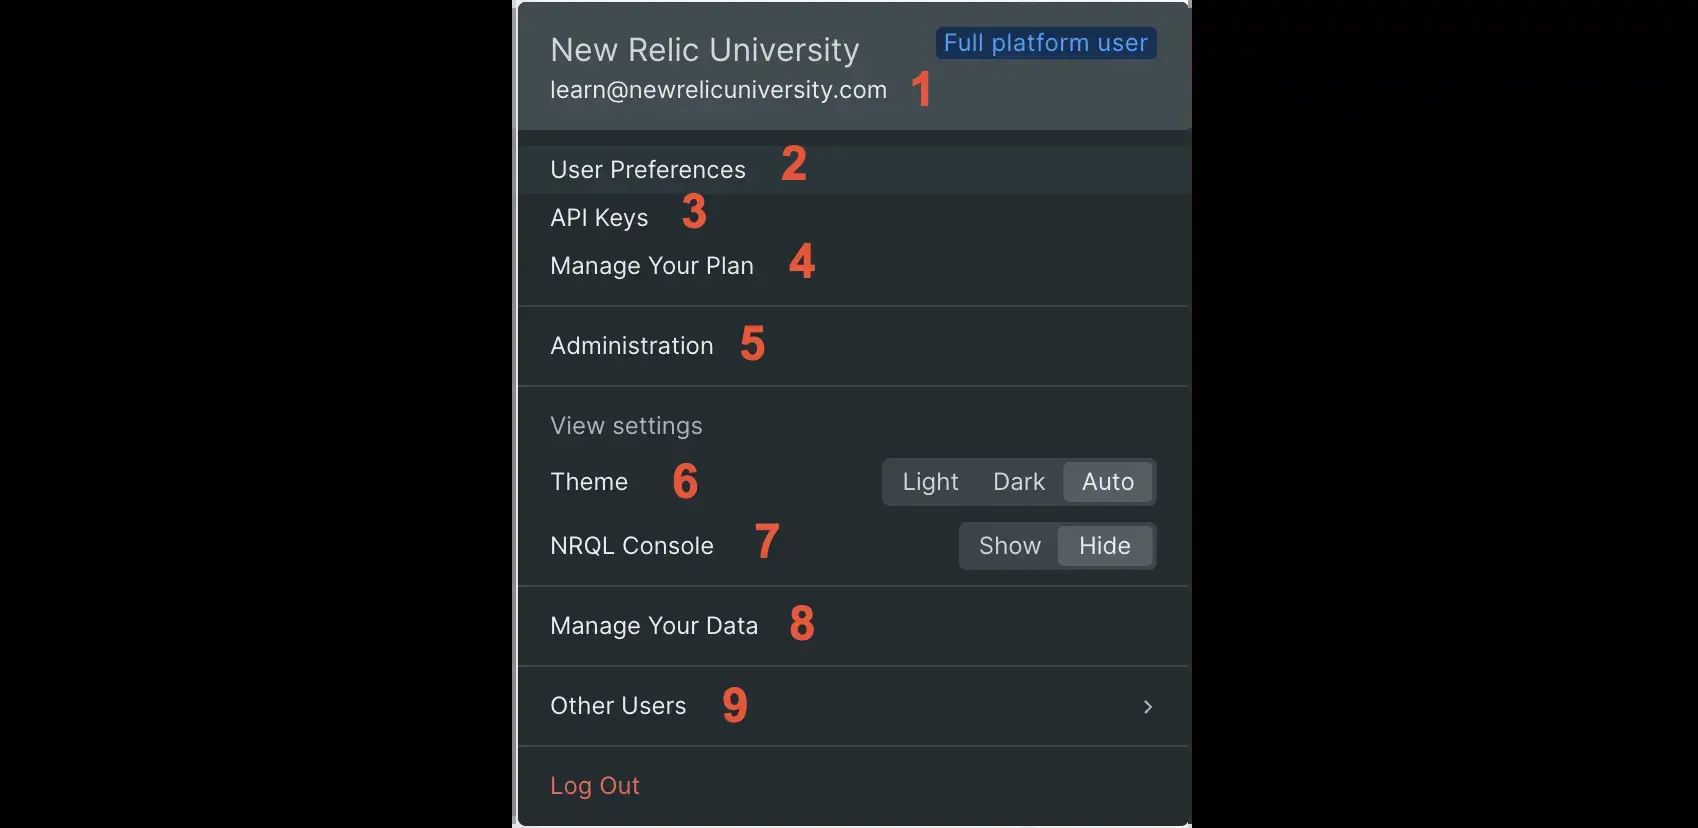 New Relic University Full platform user
learn@newrelicuniversity.com 1
User Preferences 2
API Keys 3
Manage Your Plan 4
Administration 5
View settings
Theme 6 Light Dark Auto
NRQL Console 7 Show Hide
Manage Your Data 8
Other Users 9
Log Out